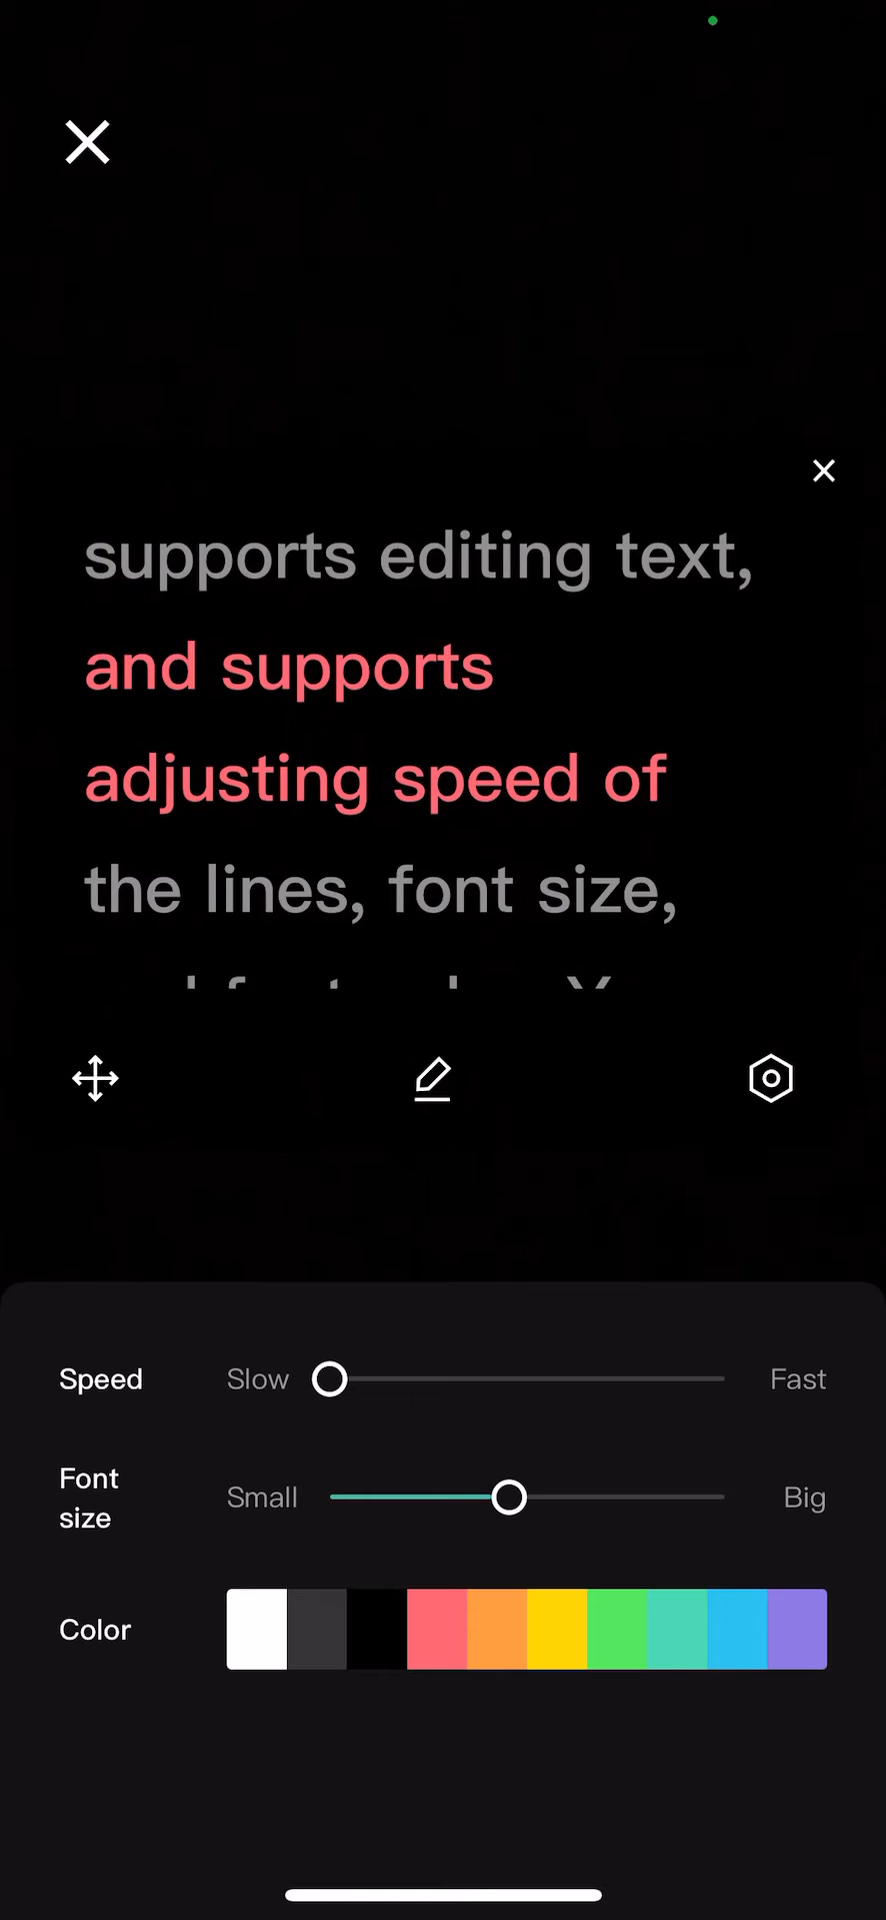 supports editing text,
and supports
adjusting speed of
the lines, font size,
Speed
Slow
Fast
Font
size
Small
Big
Color